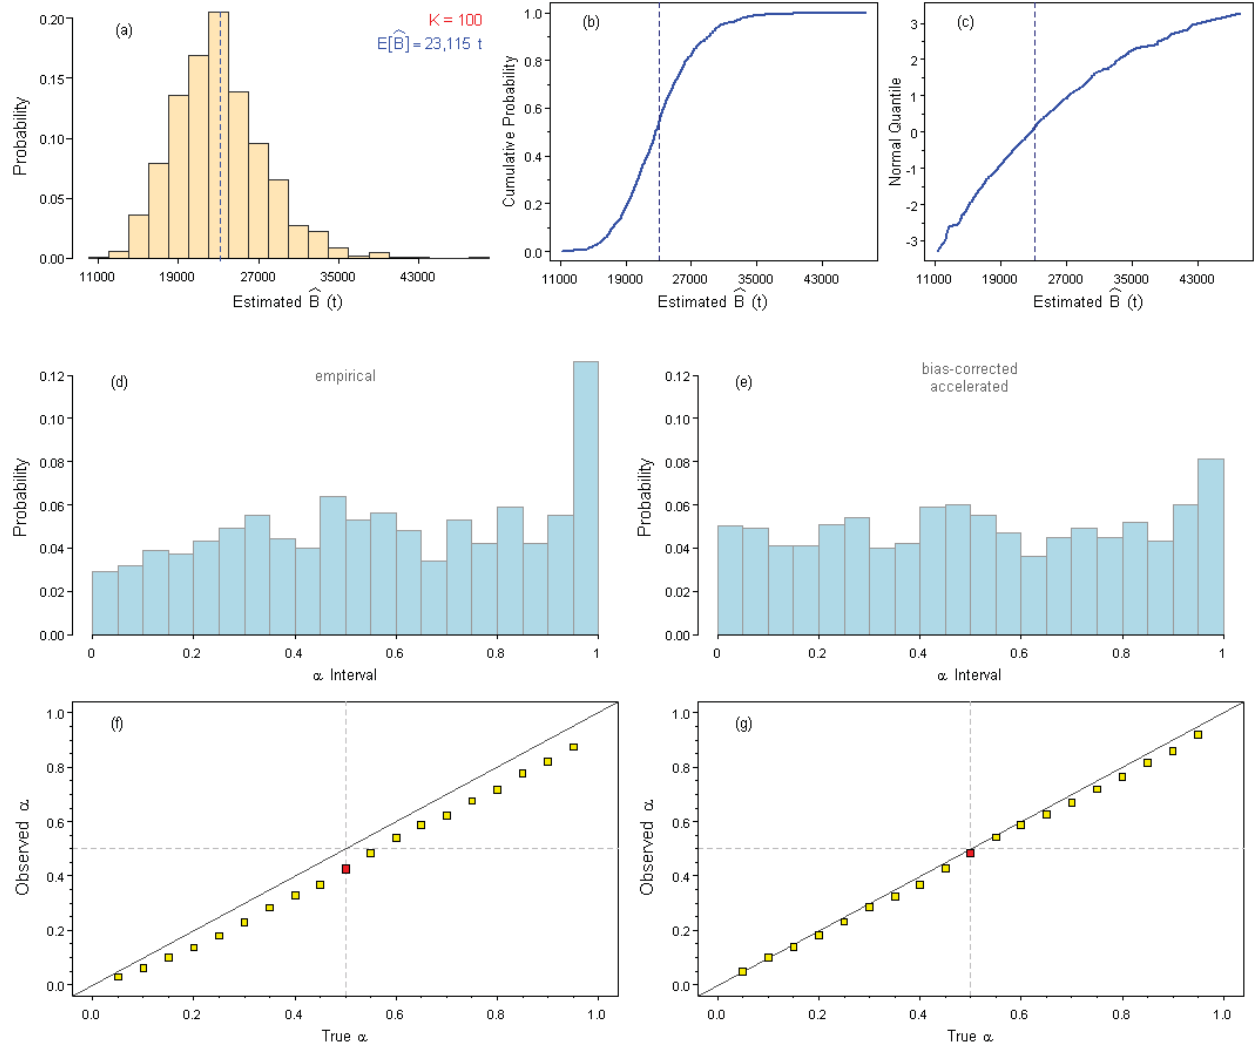 (a)
K = 100
E[B̂] = 23,115 t
Probability
0.20
0.15
0.10
0.05
0.00
11000 19000 27000 35000 43000
Estimated B̂ (t)
(b)
Cumulative Probability
1.0
0.8
0.6
0.4
0.2
0.0
11000 19000 27000 35000 43000
Estimated B̂ (t)
(c)
Normal Quantile
3
2
1
0
-1
-2
-3
11000 19000 27000 35000 43000
Estimated B̂ (t)
(d)
empirical
Probability
0.12
0.10
0.08
0.06
0.04
0.02
0.00
0 0.2 0.4 0.6 0.8 1
α Interval
(e)
bias-corrected
accelerated
Probability
0.12
0.10
0.08
0.06
0.04
0.02
0.00
0 0.2 0.4 0.6 0.8 1
α Interval
(f)
Observed α
1.0
0.8
0.6
0.4
0.2
0.0
0.0 0.2 0.4 0.6 0.8 1.0
True α
(g)
Observed α
1.0
0.8
0.6
0.4
0.2
0.0
0.0 0.2 0.4 0.6 0.8 1.0
True α